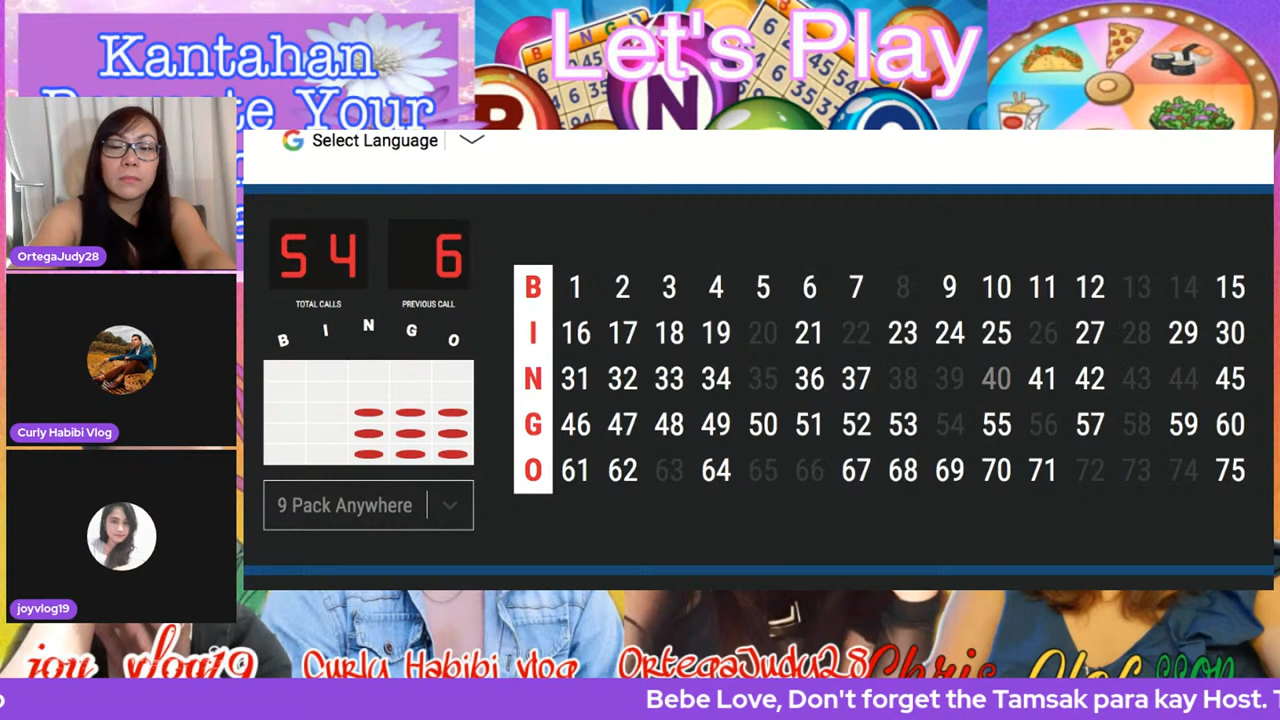 Kantahan
Promote Your
Let's Play
B I N G O
N
Select Language
OrtegaJudy28
Curly Habibi Vlog
joyvlog19
54
6
TOTAL CALLS
PREVIOUS CALL
B I N G O
9 Pack Anywhere
B 1 2 3 4 5 6 7 8 9 10 11 12 13 14 15
I 16 17 18 19 20 21 22 23 24 25 26 27 28 29 30
N 31 32 33 34 35 36 37 38 39 40 41 42 43 44 45
G 46 47 48 49 50 51 52 53 54 55 56 57 58 59 60
O 61 62 63 64 65 66 67 68 69 70 71 72 73 74 75
joy vlog19
Curly Habibi vlog
OrtegaJudy28
Chris
Bebe Love, Don't forget the Tamsak para kay Host.